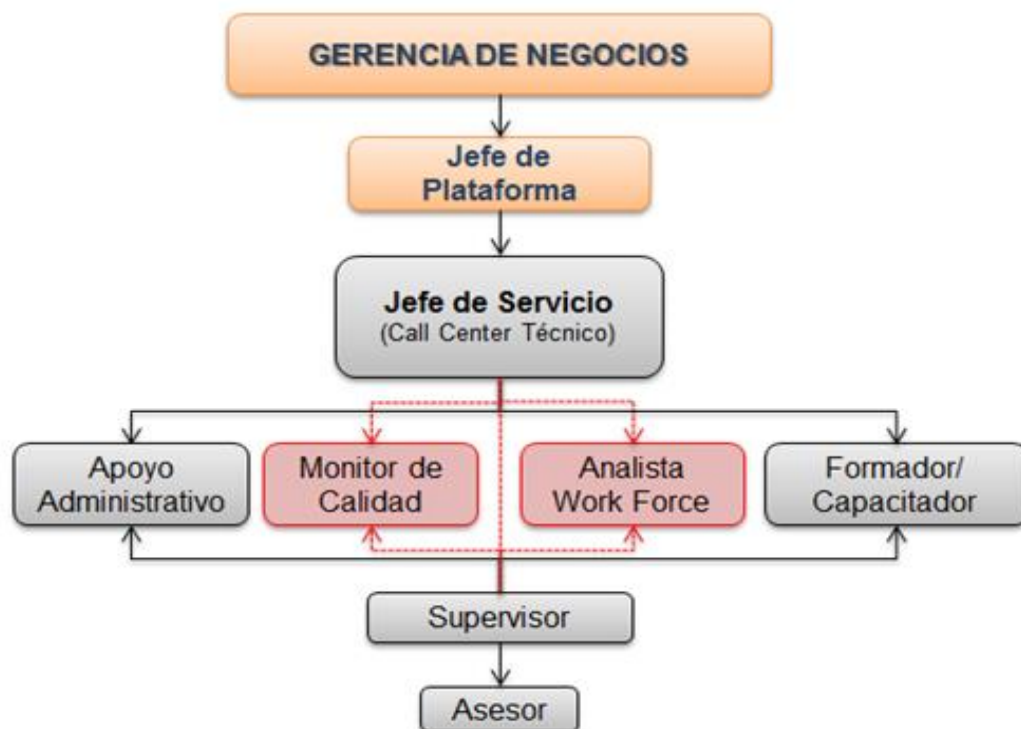 GERENCIA DE NEGOCIOS
Jefe de
Plataforma
Jefe de Servicio
(Call Center Técnico)
Apoyo
Administrativo
Monitor de
Calidad
Analista
Work Force
Formador/
Capacitador
Supervisor
Asesor